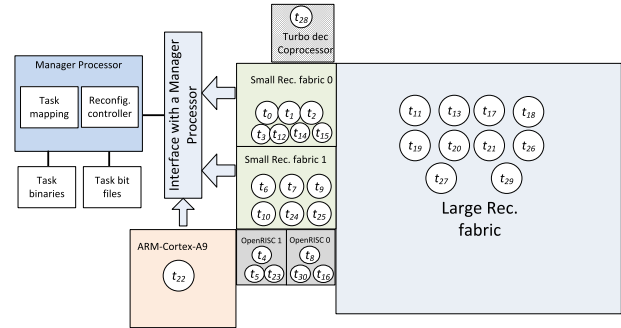 t28
Turbo dec
Coprocessor
Manager Processor
Task
mapping
Reconfig.
controller
Task
binaries
Task bit
files
Interface with a Manager
Processor
Small Rec. fabric 0
t0 t1 t2
t3 t12 t14 t15
Small Rec. fabric 1
t6 t7 t9
t10 t24 t25
ARM-Cortex-A9
t22
OpenRISC 1
t4
t5 t23
OpenRISC 0
t8
t30 t16
t11 t13 t17 t18
t19 t20 t21 t26
t27 t29
Large Rec.
fabric